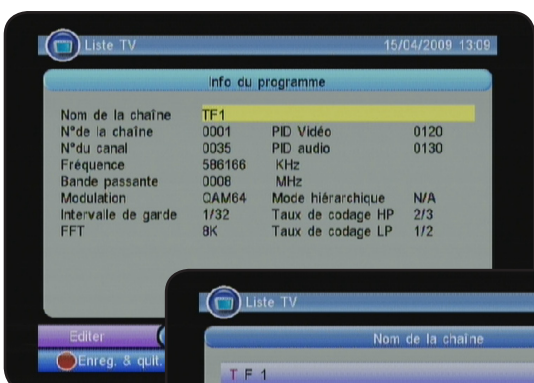 Liste TV 15/04/2009 13:09
Info du programme
Nom de la chaîne TF1
N°de la chaîne 0001 PID Vidéo 0120
N°du canal 0035 PID audio 0130
Fréquence 586166 KHz
Bande passante 0008 MHz
Modulation QAM64 Mode hiérarchique N/A
Intervalle de garde 1/32 Taux de codage HP 2/3
FFT 8K Taux de codage LP 1/2
Editer
Enreg. & quit.
Liste TV
Nom de la chaîne
T F 1